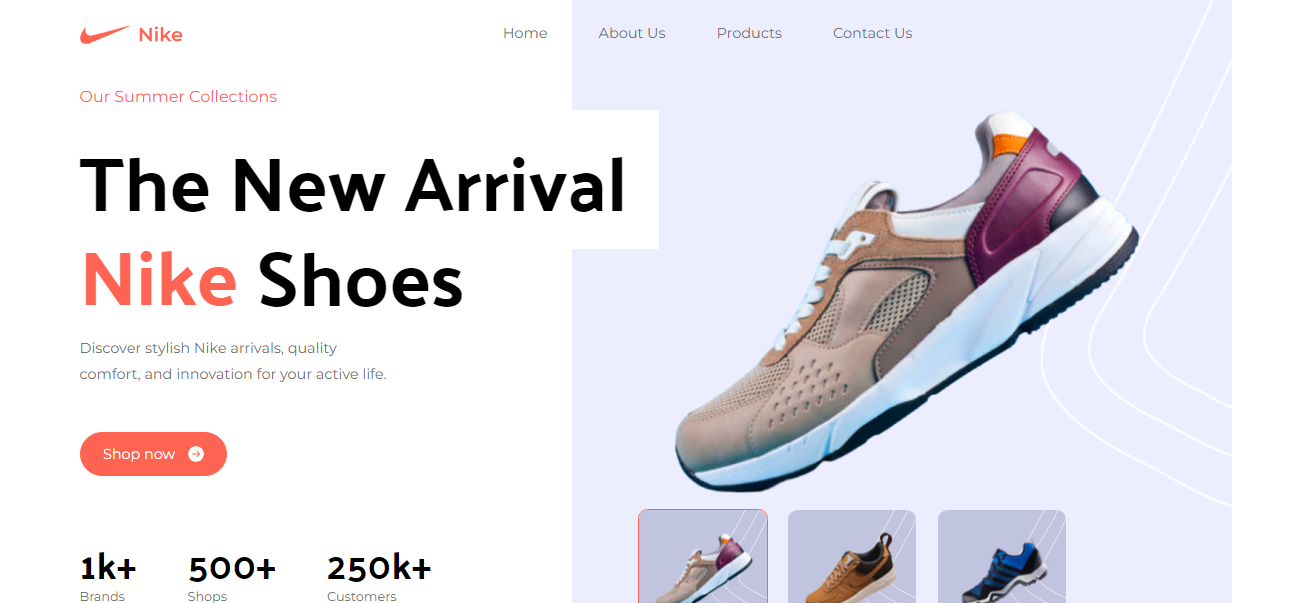 Nike
Home
About Us
Products
Contact Us
Our Summer Collections
The New Arrival
Nike Shoes
Discover stylish Nike arrivals, quality
comfort, and innovation for your active life.
Shop now
1k+
Brands
500+
Shops
250k+
Customers